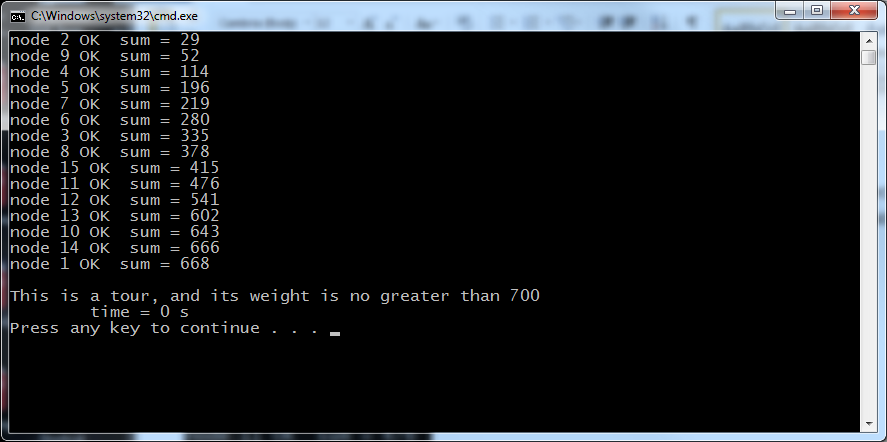 C:\Windows\system32\cmd.exe
node 2 OK  sum = 29
node 9 OK  sum = 52
node 4 OK  sum = 114
node 5 OK  sum = 196
node 7 OK  sum = 219
node 6 OK  sum = 280
node 3 OK  sum = 335
node 8 OK  sum = 378
node 15 OK  sum = 415
node 11 OK  sum = 476
node 12 OK  sum = 541
node 13 OK  sum = 602
node 10 OK  sum = 643
node 14 OK  sum = 666
node 1 OK  sum = 668
This is a tour, and its weight is no greater than 700
time = 0 s
Press any key to continue . . .